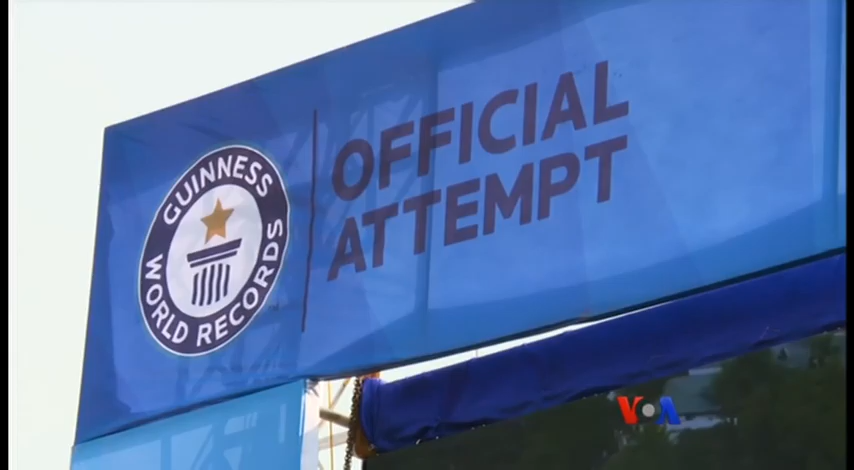 GUINNESS
WORLD RECORDS
OFFICIAL
ATTEMPT
VOA